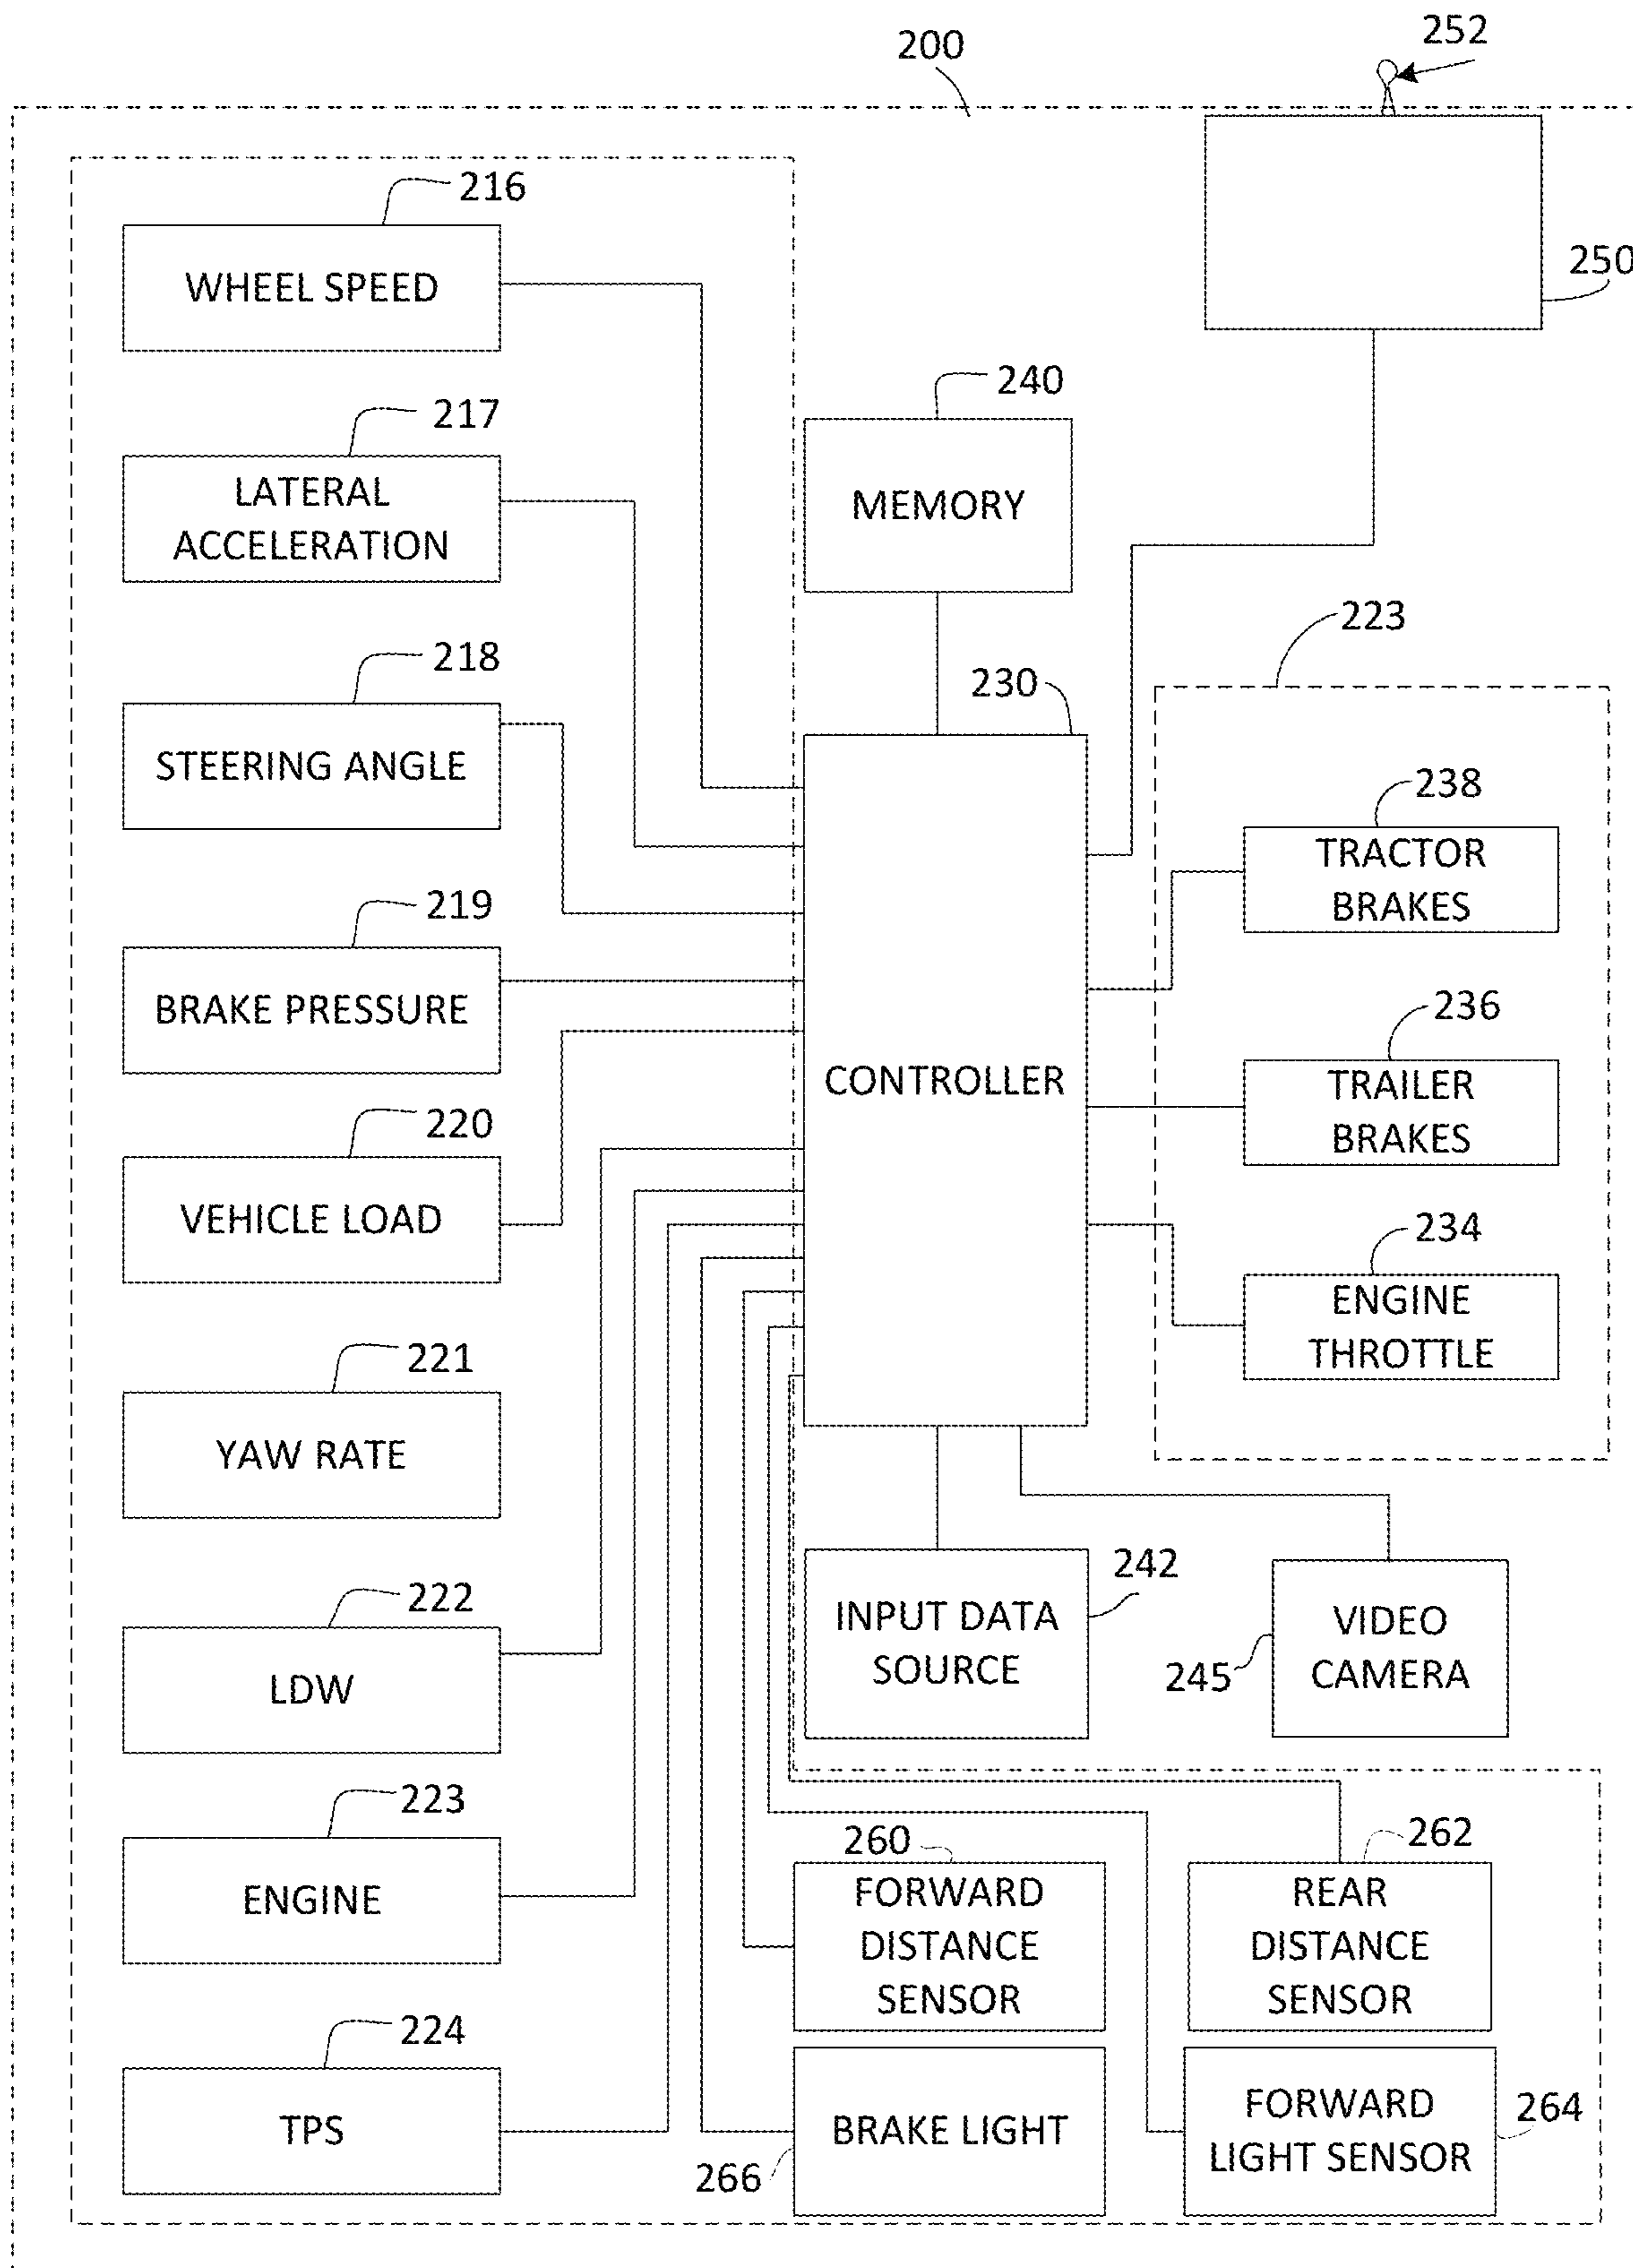 252
200
216
WHEEL SPEED
250
240
217
LATERAL
ACCELERATION
MEMORY
223
218
230
STEERING ANGLE
238
TRACTOR
BRAKES
219
BRAKE PRESSURE
236
TRAILER
BRAKES
CONTROLLER
220
VEHICLE LOAD
234
ENGINE
THROTTLE
221
YAW RATE
242
INPUT DATA
SOURCE
245
VIDEO
CAMERA
222
LDW
223
ENGINE
260
FORWARD
DISTANCE
SENSOR
262
REAR
DISTANCE
SENSOR
224
TPS
BRAKE LIGHT
266
FORWARD
LIGHT SENSOR
264